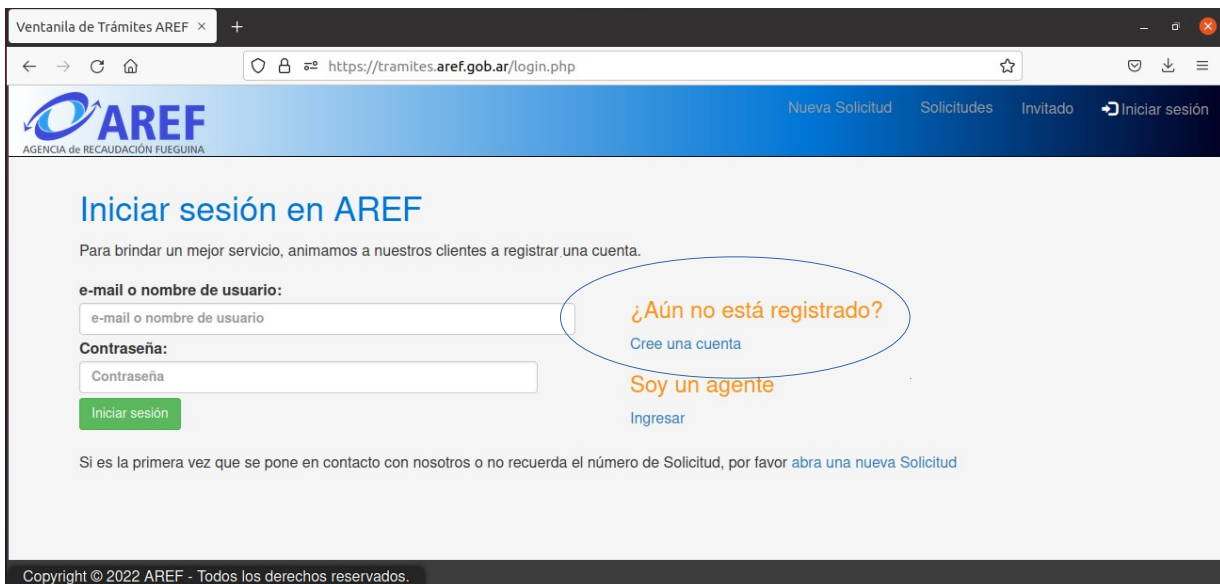 Ventanila de Trámites AREF
https://tramites.aref.gob.ar/login.php
AREF
AGENCIA de RECAUDACIÓN FUEGUINA
Nueva Solicitud Solicitudes Invitado Iniciar sesión
Iniciar sesión en AREF
Para brindar un mejor servicio, animamos a nuestros clientes a registrar una cuenta.
e-mail o nombre de usuario:
e-mail o nombre de usuario
Contraseña:
Contraseña
Iniciar sesión
¿Aún no está registrado?
Cree una cuenta
Soy un agente
Ingresar
Si es la primera vez que se pone en contacto con nosotros o no recuerda el número de Solicitud, por favor abra una nueva Solicitud
Copyright © 2022 AREF - Todos los derechos reservados.